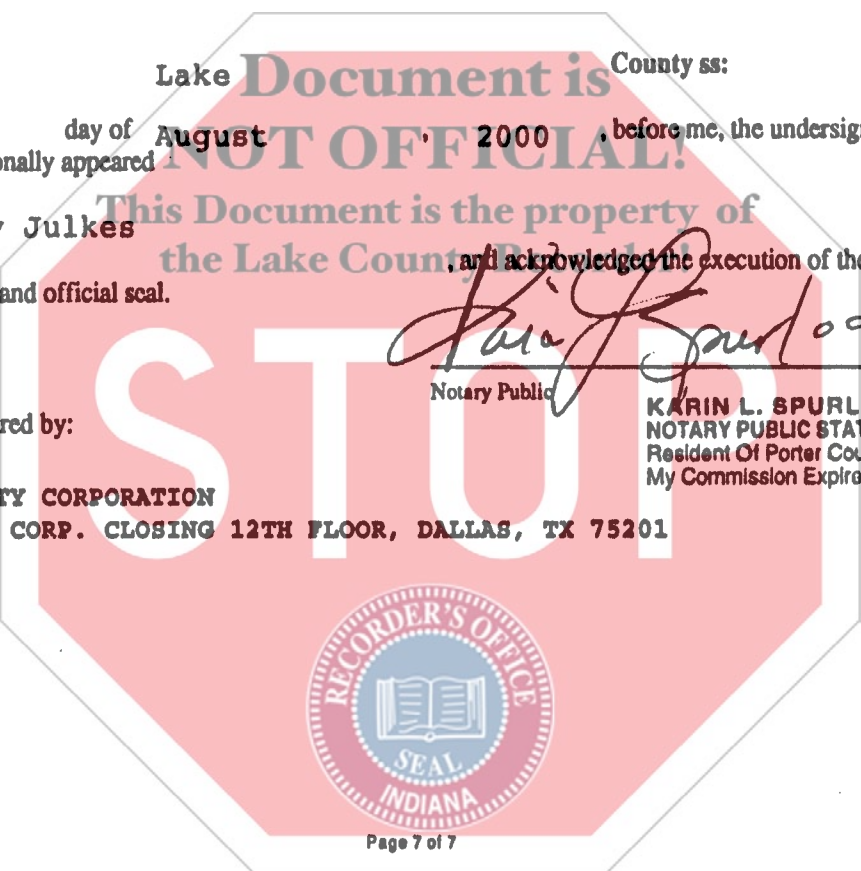 Lake County ss:
Document is
day of August , 2000 , before me, the undersig
NOT OFFICIAL!
onally appeared
This Document is the property of
Julkes
the Lake County Recorder!
, and acknowledged the execution of the
and official seal.
STOP
Notary Public
KARIN L. SPURL
NOTARY PUBLIC STAT
red by:
Resident Of Porter Cou
My Commission Expire
TY CORPORATION
CORP. CLOSING 12TH FLOOR, DALLAS, TX 75201
RECORDER'S OFFICE
SEAL
INDIANA
Page 7 of 7